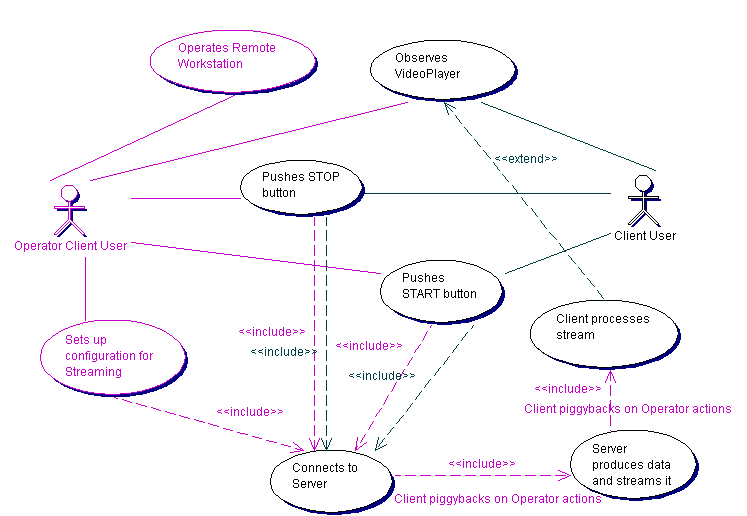 Operates Remote
Workstation
Observes
VideoPlayer
<<extend>>
Pushes STOP
button
Operator Client User
Client User
Pushes
START button
Sets up
configuration for
Streaming
<<include>>
<<include>>
<<include>>
<<include>>
Client processes
stream
<<include>>
<<include>>
Client piggybacks on Operator actions
Connects to
Server
<<include>>
Client piggybacks on Operator actions
Server
produces data
and streams it